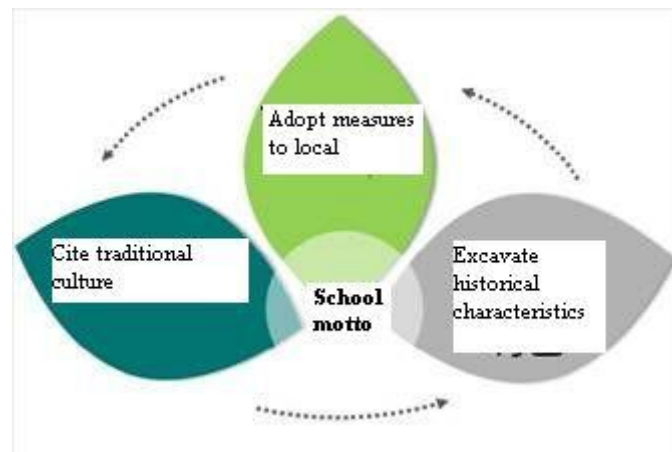 Adopt measures
to local
Cite traditional
culture
Excavate
historical
characteristics
School
motto